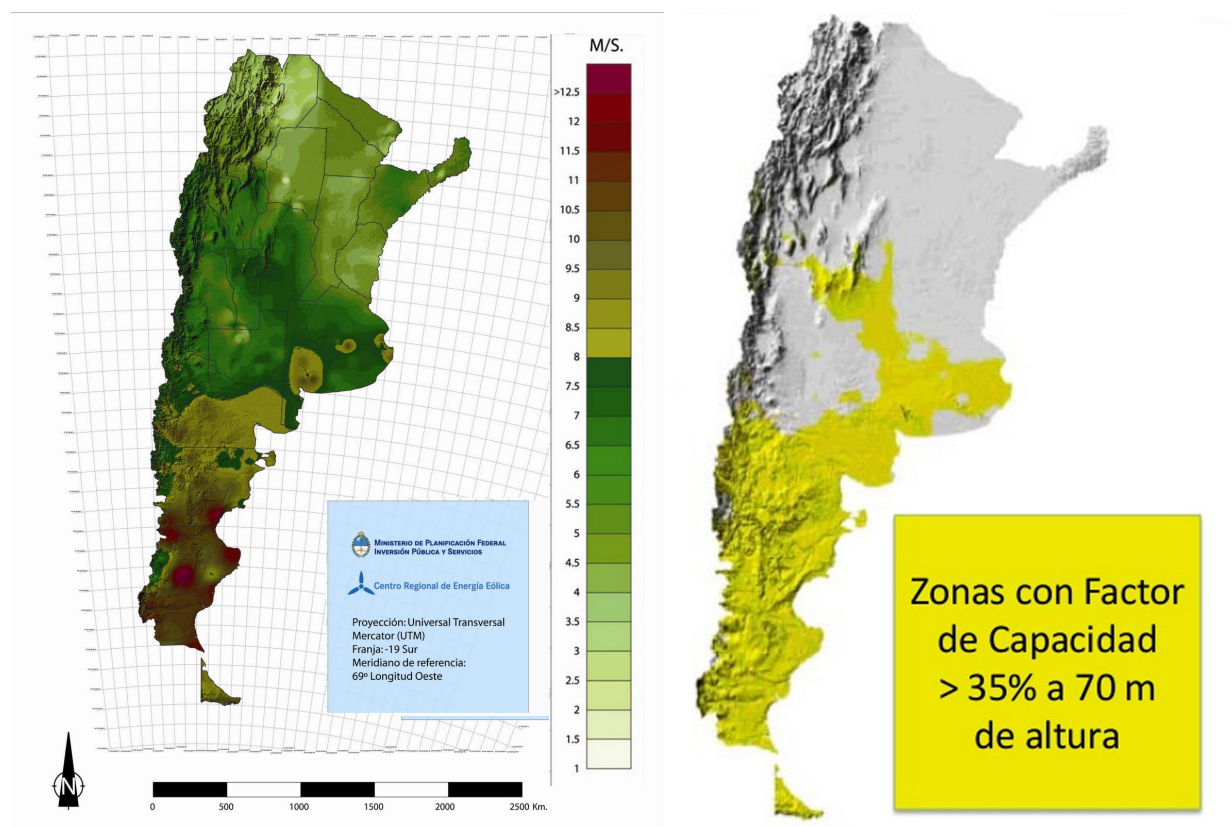 M/S.
>12.5
12
11.5
11
10.5
10
9.5
9
8.5
8
7.5
7
6.5
6
5.5
5
4.5
4
3.5
3
2.5
2
1.5
1
Ministerio de Planificación Federal
Inversión Pública y Servicios
Centro Regional de Energía Eólica
Proyección: Universal Transversal
Mercator (UTM)
Franja: -19 Sur
Meridiano de referencia:
69º Longitud Oeste
N
0 500 1000 1500 2000 2500 Km.
Zonas con Factor
de Capacidad
> 35% a 70 m
de altura